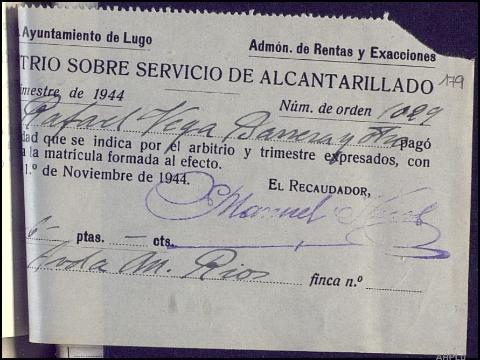 Ayuntamiento de Lugo
Admón. de Rentas y Exacciones
TRIO SOBRE SERVICIO DE ALCANTARILLADO
179
mestre de 1944
Núm. de orden 1029
Rafael Vega Barrera y pagó
dad que se indica por el arbitrio y trimestre expresados, con
a la matrícula formada al efecto.
1.º de Noviembre de 1944.
EL RECAUDADOR,
Manuel
6 ptas. — cts.
Avda M. Rios finca n.º
AHPLU